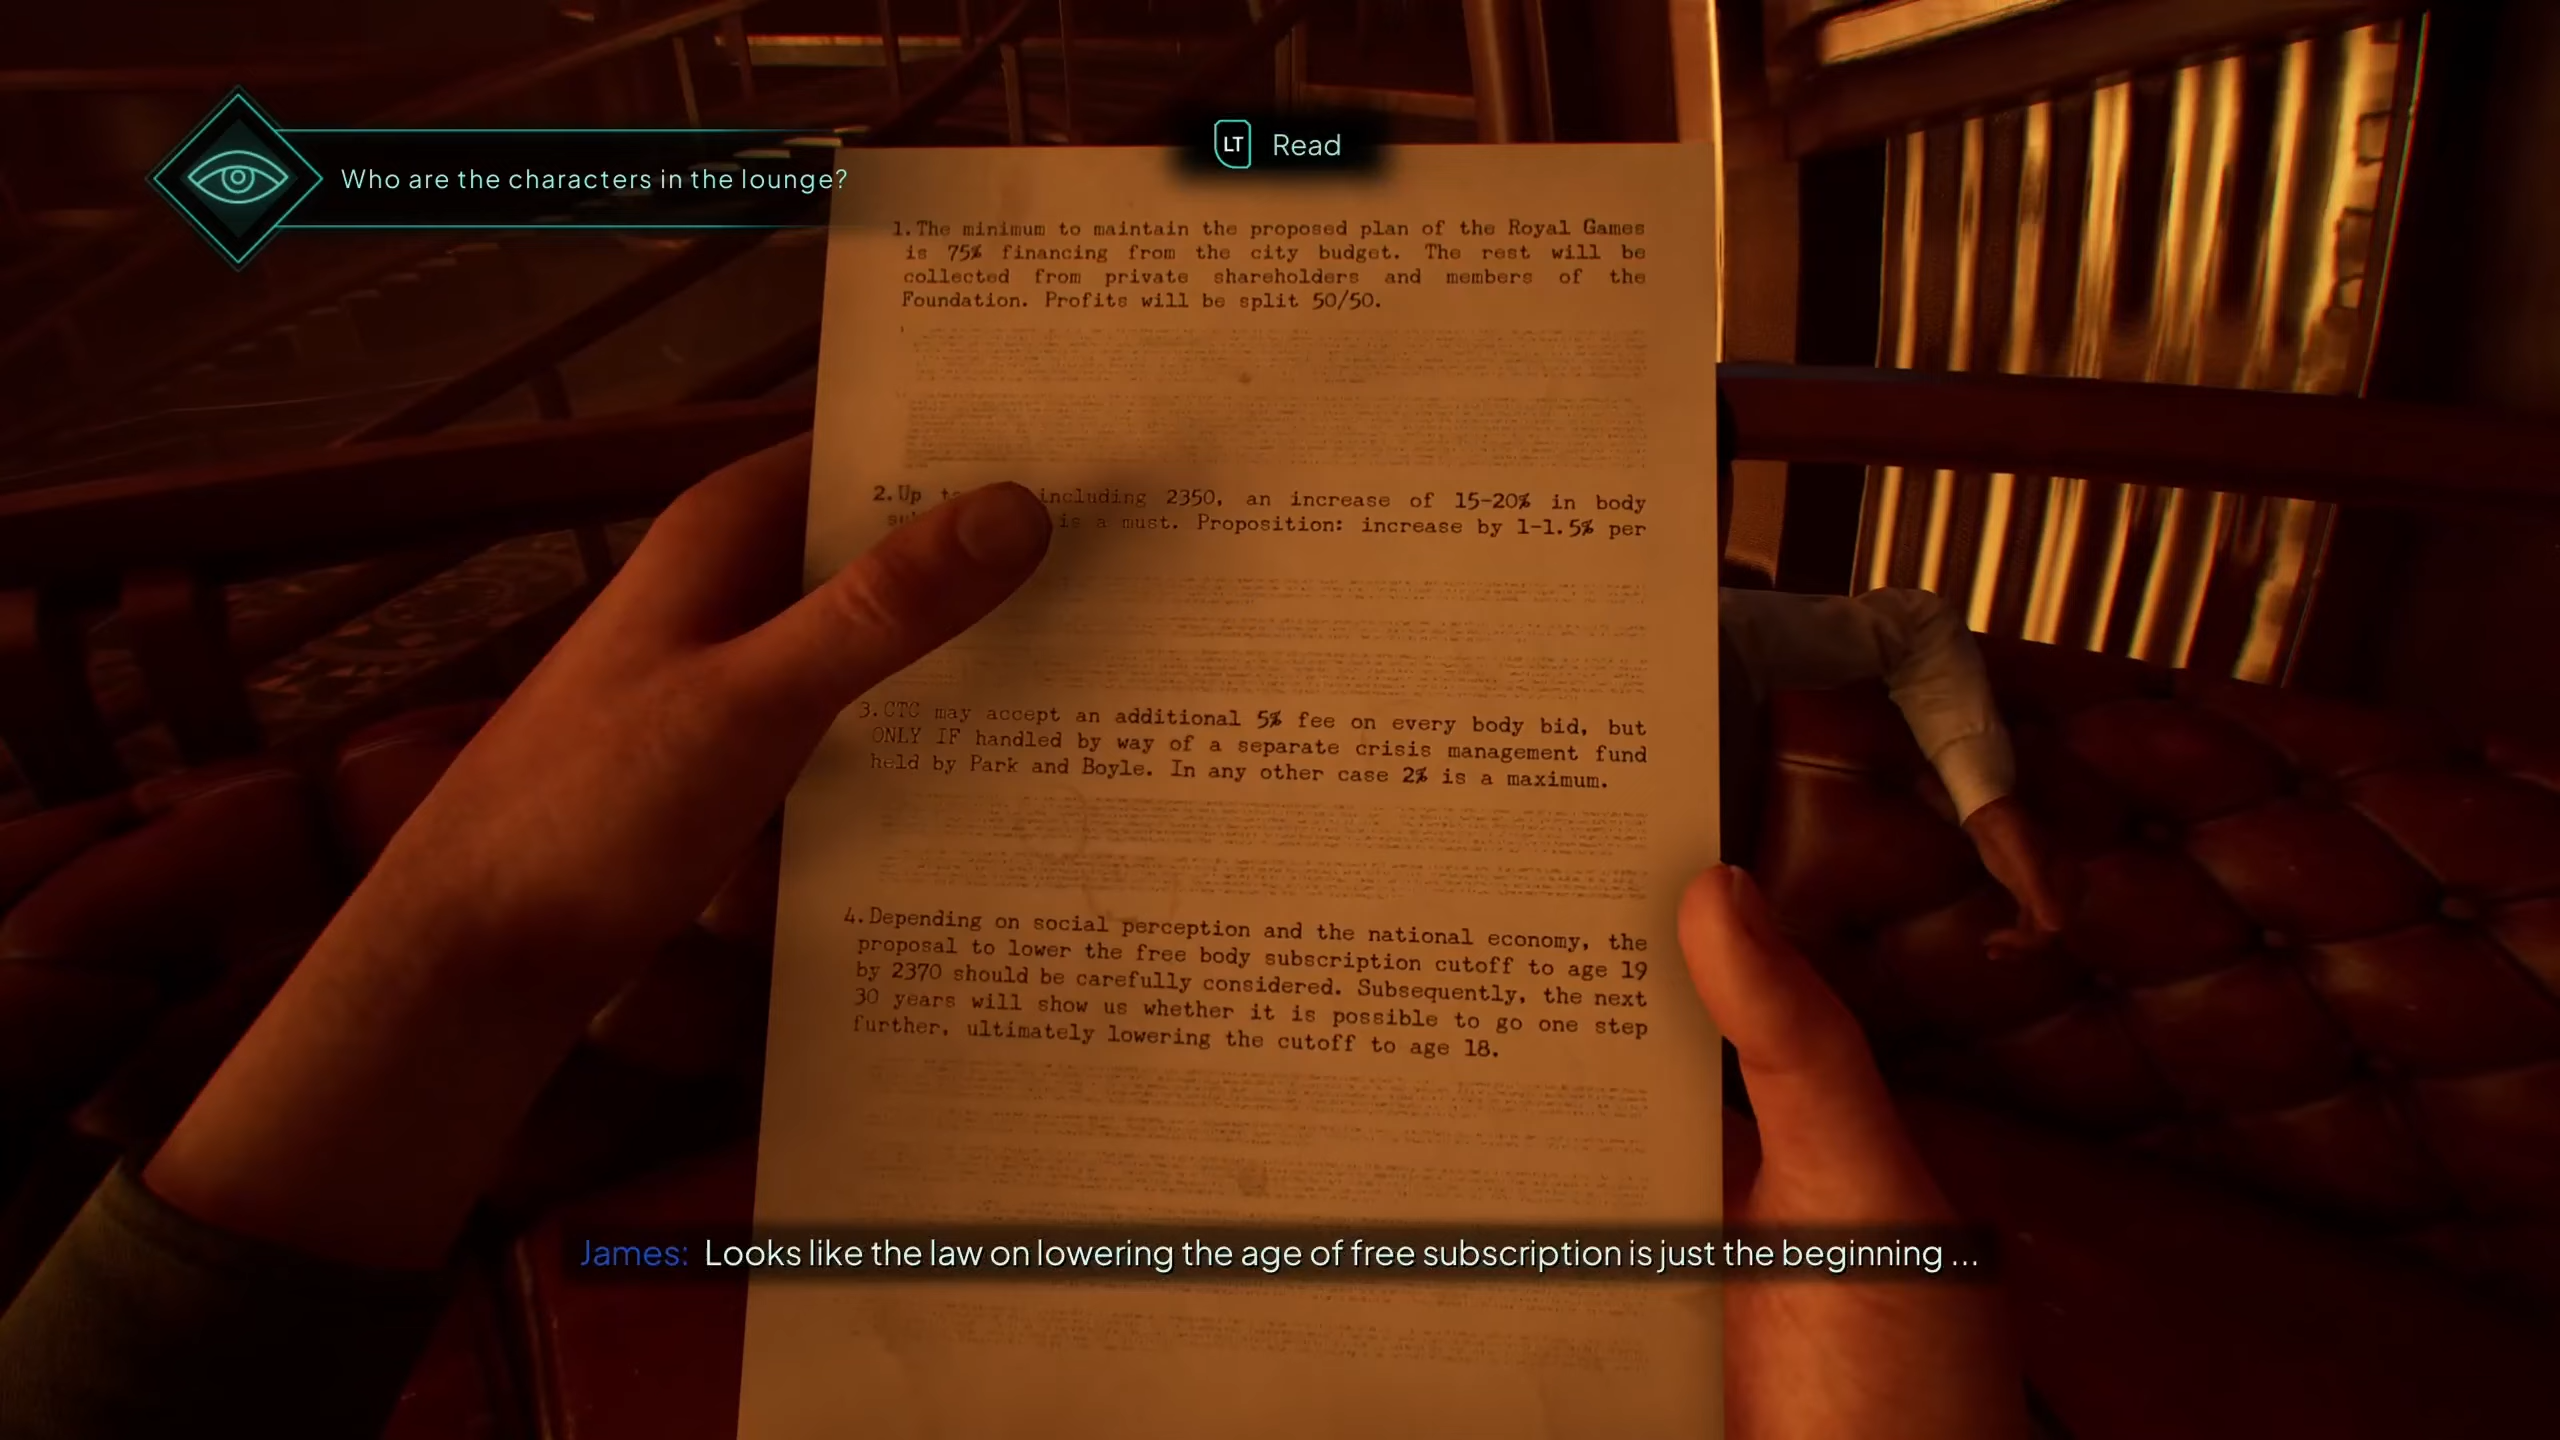 Who are the characters in the lounge?
LT Read
1. The minimum to maintain the proposed plan of the Royal Games
is 75% financing from the city budget. The rest will be
collected from private shareholders and members of the
Foundation. Profits will be split 50/50.
2. Up including 2350, an increase of 15-20% in body
is a must. Proposition: increase by 1-1.5% per
3. CTC may accept an additional 5% fee on every body bid, but
ONLY IF handled by way of a separate crisis management fund
held by Park and Boyle. In any other case 2% is a maximum.
4. Depending on social perception and the national economy, the
proposal to lower the free body subscription cutoff to age 19
by 2370 should be carefully considered. Subsequently, the next
30 years will show us whether it is possible to go one step
further, ultimately lowering the cutoff to age 18.
James: Looks like the law on lowering the age of free subscription is just the beginning ...